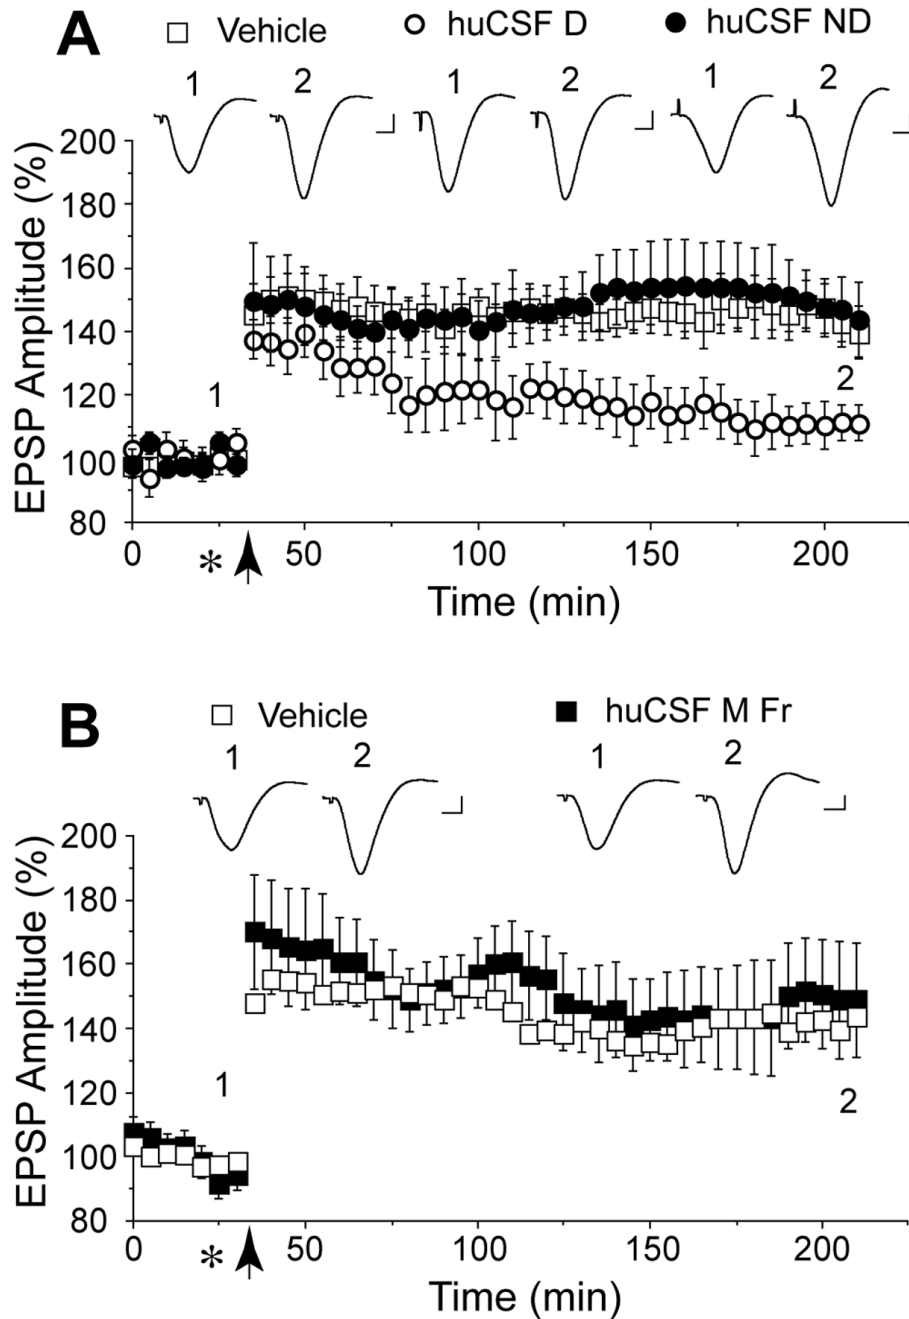 A □ Vehicle ○ huCSF D ● huCSF ND
1 2 1 2 1 2
EPSP Amplitude (%)
200
180
160
140
120
100
80
1
2
0 50 100 150 200
*
Time (min)
B □ Vehicle ■ huCSF M Fr
1 2 1 2
EPSP Amplitude (%)
200
180
160
140
120
100
80
1
2
0 50 100 150 200
*
Time (min)